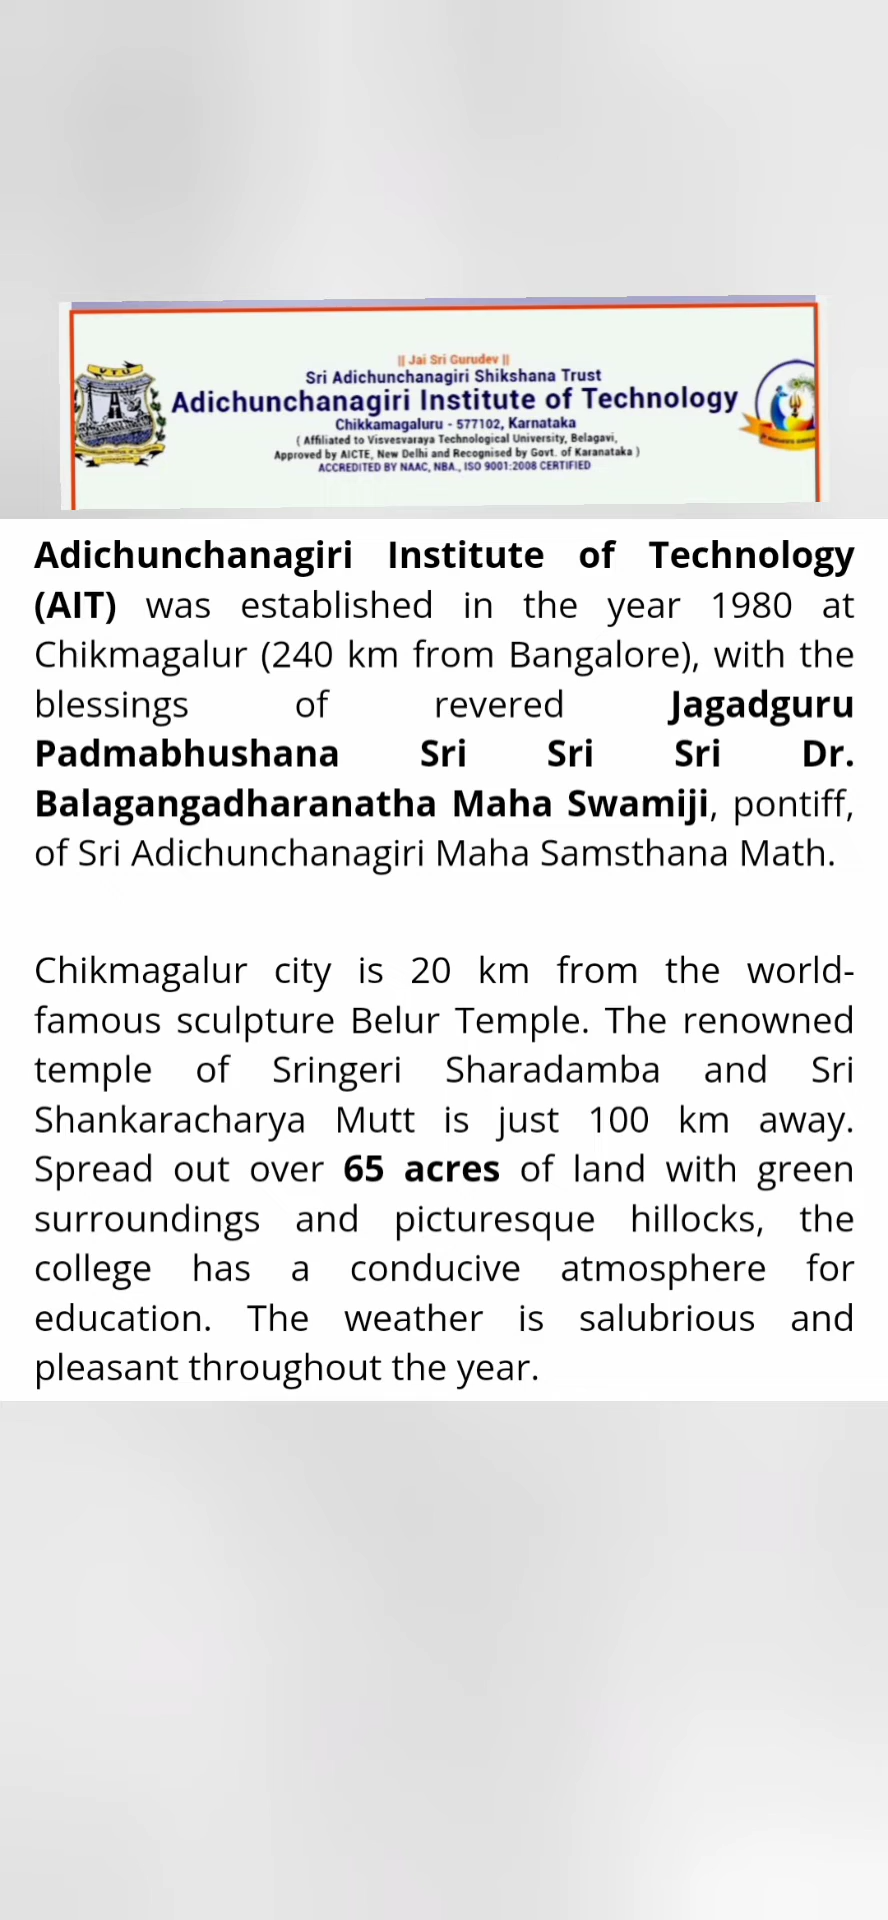 || Jai Sri Gurudev ||
Sri Adichunchanagiri Shikshana Trust
Adichunchanagiri Institute of Technology
Chikkamagaluru - 577102, Karnataka
( Affiliated to Visvesvaraya Technological University, Belagavi,
Approved by AICTE, New Delhi and Recognised by Govt. of Karanataka )
ACCREDITED BY NAAC, NBA., ISO 9001:2008 CERTIFIED
VTU
Adichunchanagiri Institute of Technology
(AIT) was established in the year 1980 at
Chikmagalur (240 km from Bangalore), with the
blessings of revered Jagadguru
Padmabhushana Sri Sri Sri Dr.
Balagangadharanatha Maha Swamiji, pontiff,
of Sri Adichunchanagiri Maha Samsthana Math.
Chikmagalur city is 20 km from the world-
famous sculpture Belur Temple. The renowned
temple of Sringeri Sharadamba and Sri
Shankaracharya Mutt is just 100 km away.
Spread out over 65 acres of land with green
surroundings and picturesque hillocks, the
college has a conducive atmosphere for
education. The weather is salubrious and
pleasant throughout the year.